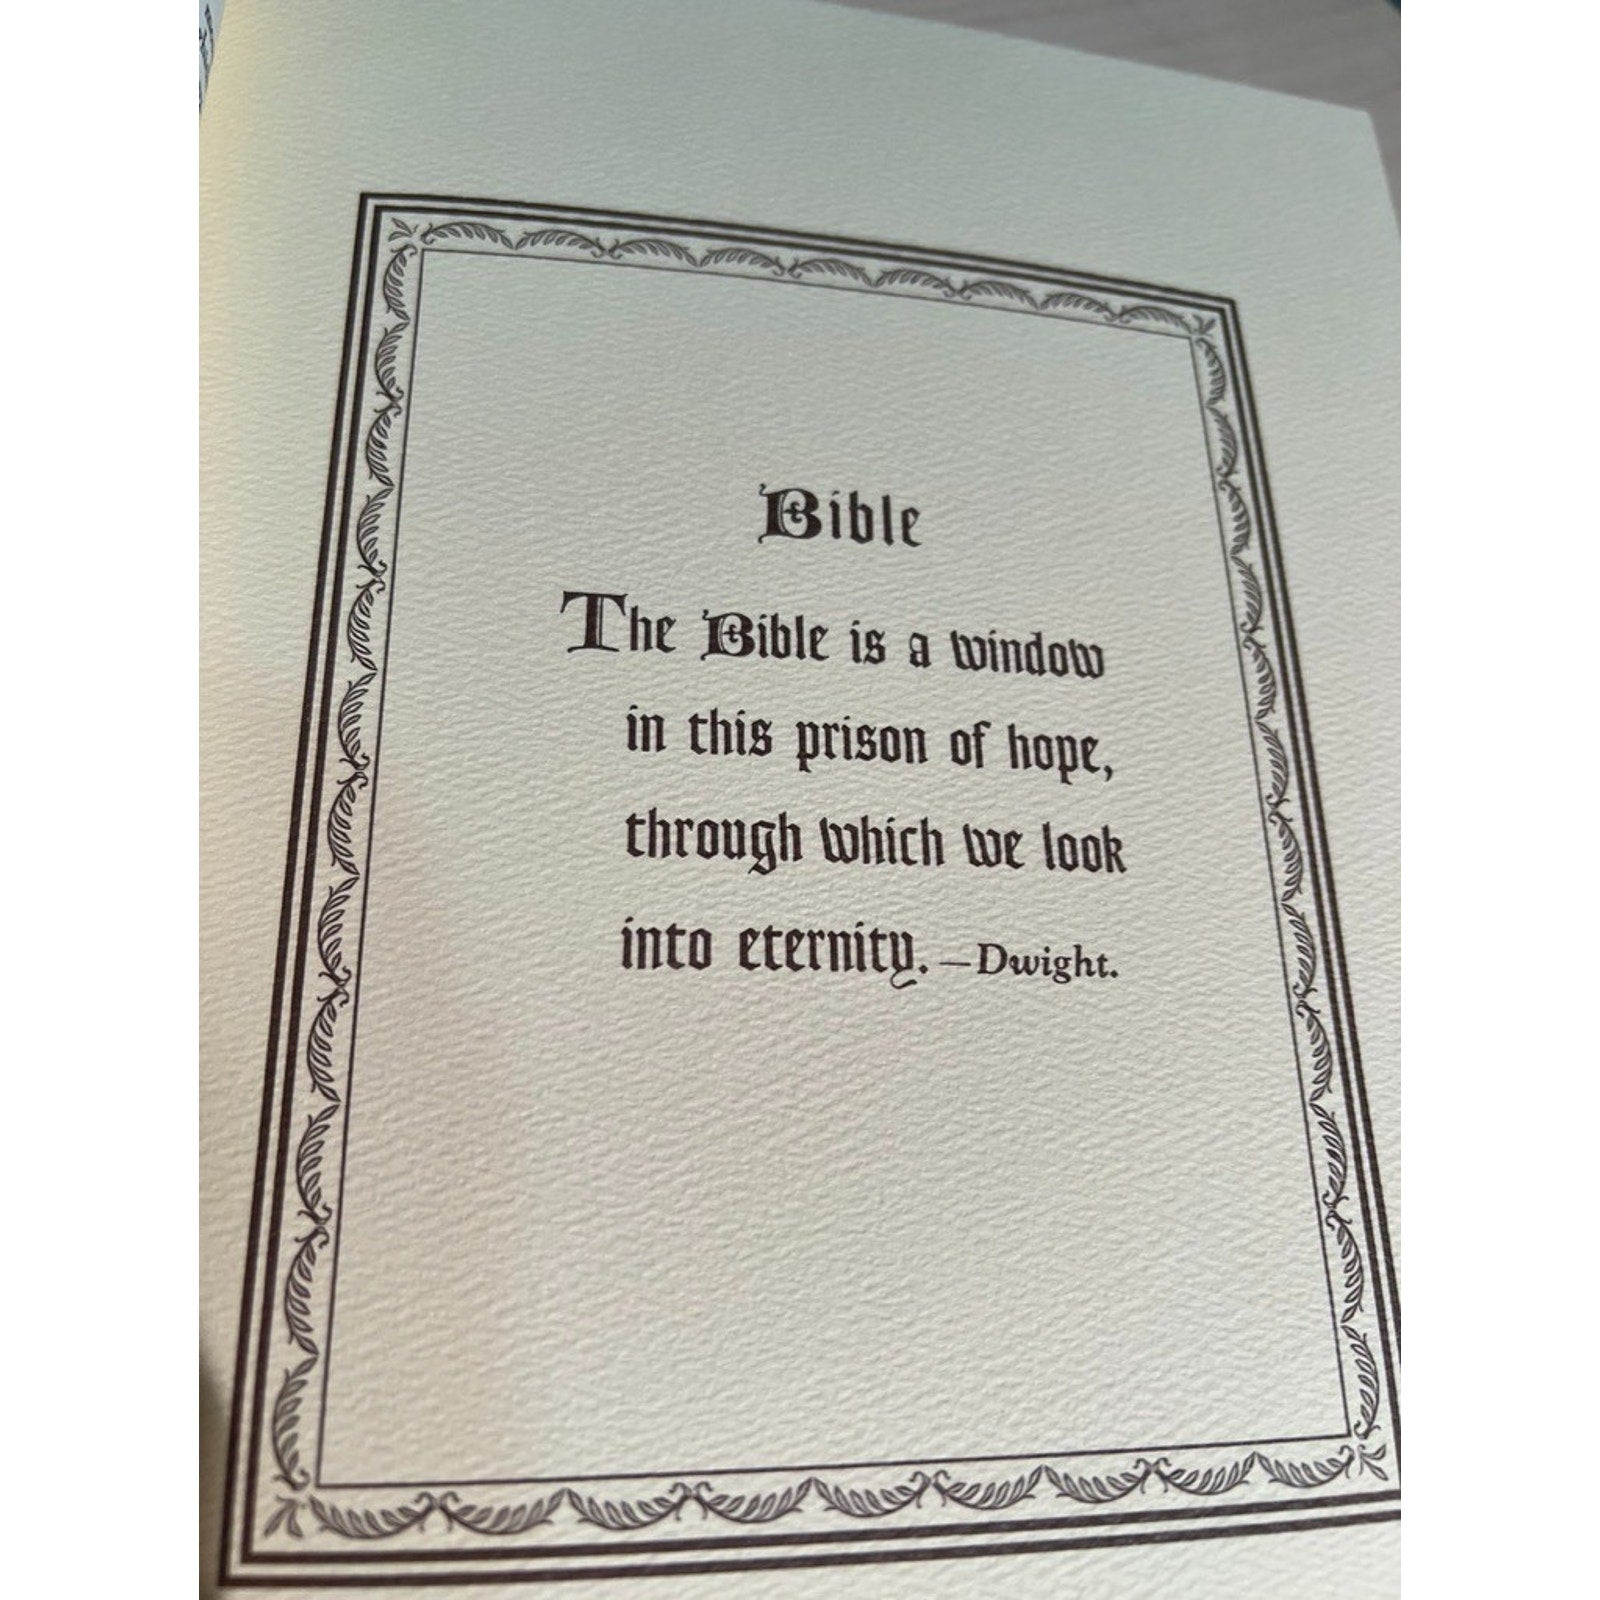 Bible
The Bible is a window
in this prison of hope,
through which we look
into eternity. —Dwight.